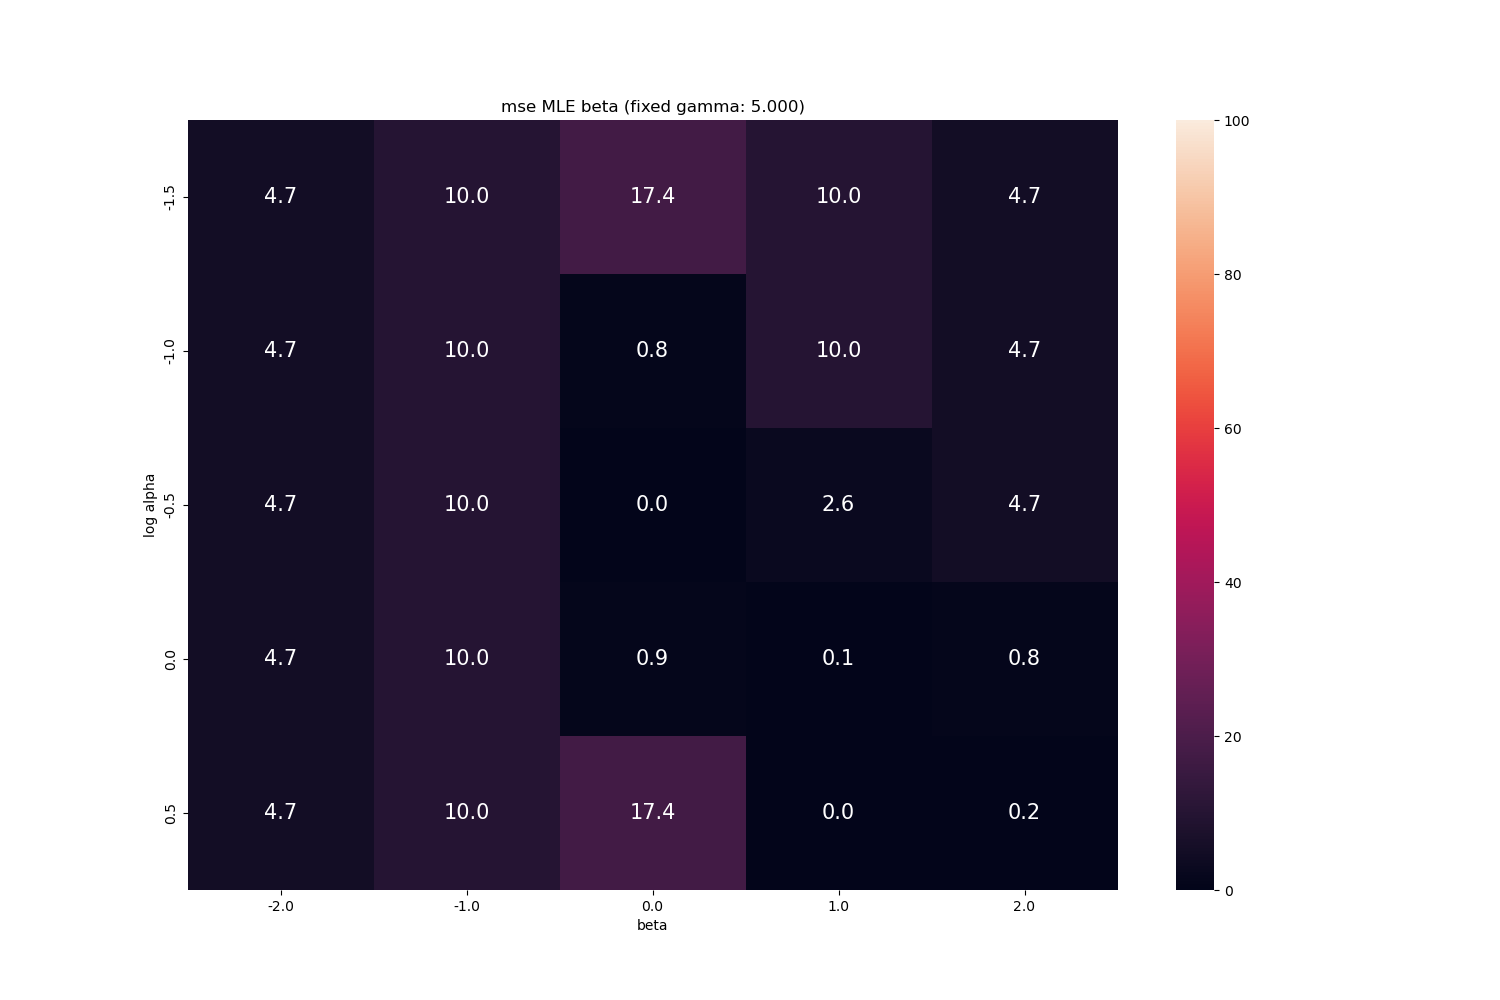 mse MLE beta (fixed gamma: 5.000)
-1.5 4.7 10.0 17.4 10.0 4.7
-1.0 4.7 10.0 0.8 10.0 4.7
-0.5 4.7 10.0 0.0 2.6 4.7
0.0 4.7 10.0 0.9 0.1 0.8
0.5 4.7 10.0 17.4 0.0 0.2
log alpha
-2.0 -1.0 0.0 1.0 2.0
beta
100
80
60
40
20
0